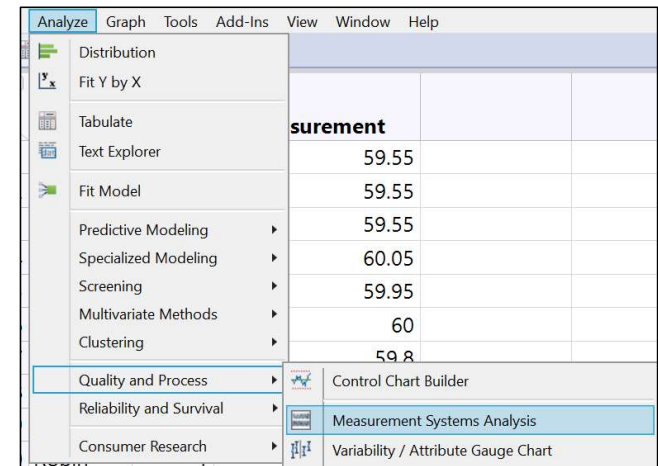 Analyze Graph Tools Add-Ins View Window Help
Distribution
Fit Y by X
Tabulate
Text Explorer
Fit Model
Predictive Modeling
Specialized Modeling
Screening
Multivariate Methods
Clustering
Quality and Process
Reliability and Survival
Consumer Research
surement
59.55
59.55
59.55
60.05
59.95
60
59.8
Control Chart Builder
Measurement Systems Analysis
Variability / Attribute Gauge Chart